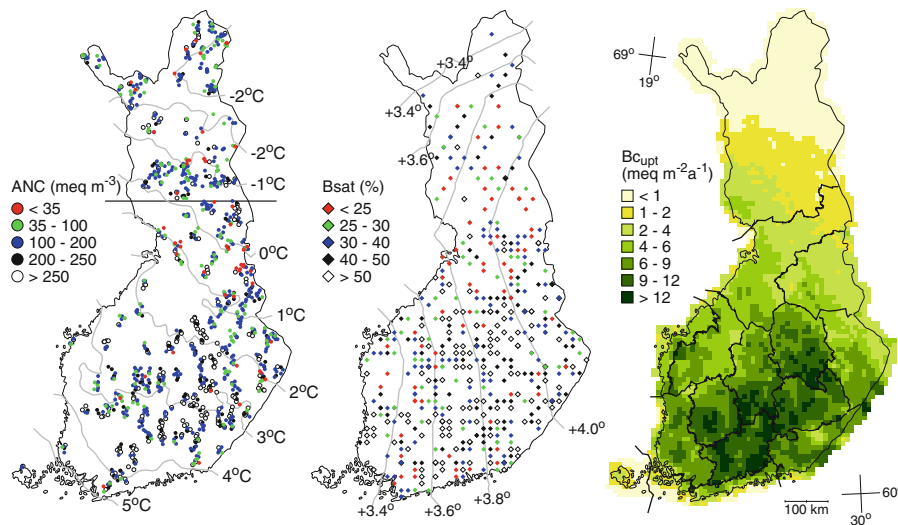 ANC (meq m-3)
< 35
35 - 100
100 - 200
200 - 250
> 250
-2°C
-2°C
-1°C
0°C
1°C
2°C
3°C
4°C
5°C
Bsat (%)
< 25
25 - 30
30 - 40
40 - 50
> 50
+3.4°
+3.4°
+3.6°
+4.0°
+3.8°
+3.6°
+3.4°
69°
19°
Bcupt
(meq m-2a-1)
< 1
1 - 2
2 - 4
4 - 6
6 - 9
9 - 12
> 12
100 km
60°
30°